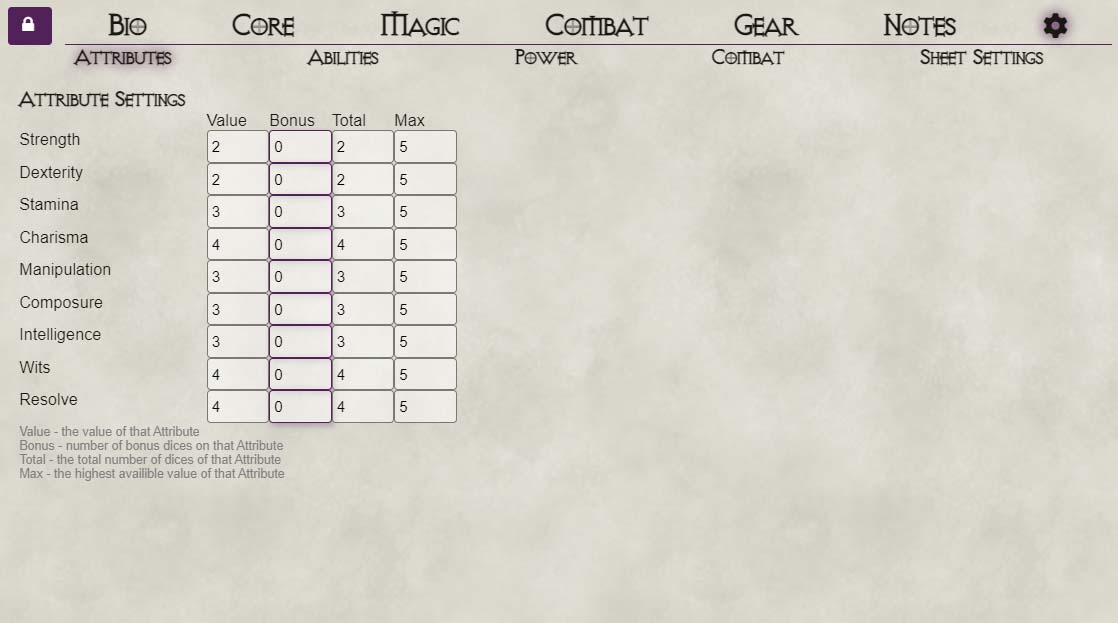 Bio Core Magic Combat Gear Notes
Attributes Abilities Power Combat Sheet Settings
Attribute Settings
Value Bonus Total Max
Strength 2 0 2 5
Dexterity 2 0 2 5
Stamina 3 0 3 5
Charisma 4 0 4 5
Manipulation 3 0 3 5
Composure 3 0 3 5
Intelligence 3 0 3 5
Wits 4 0 4 5
Resolve 4 0 4 5
Value - the value of that Attribute
Bonus - number of bonus dices on that Attribute
Total - the total number of dices of that Attribute
Max - the highest availible value of that Attribute